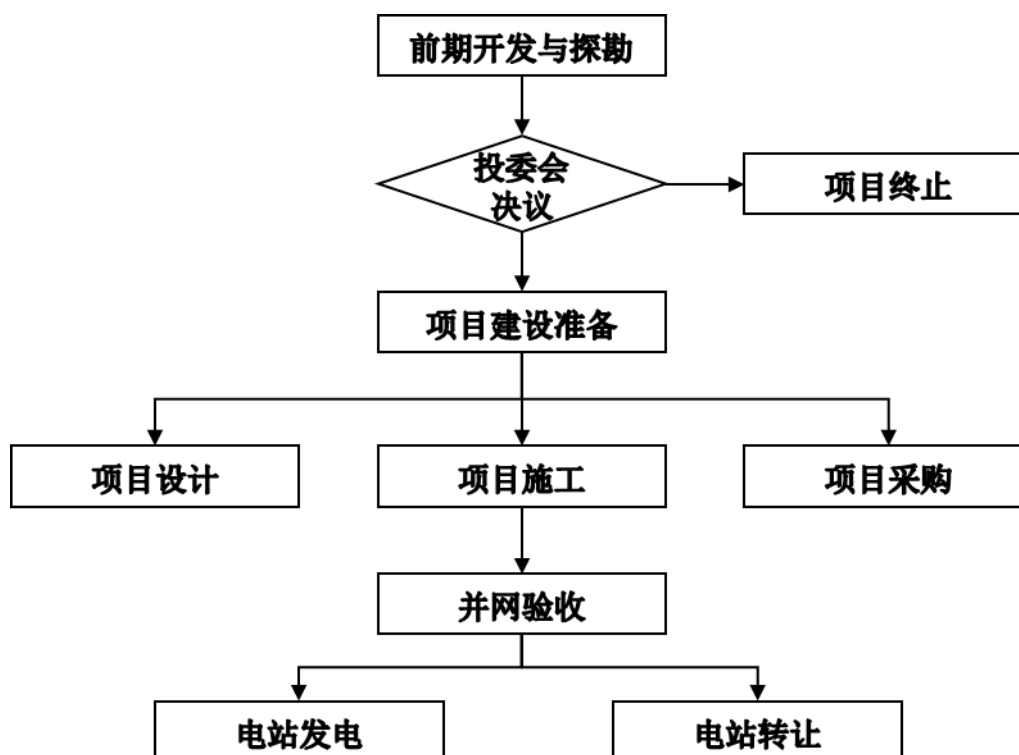 前期开发与探勘
投委会
决议
项目终止
项目建设准备
项目设计
项目施工
项目采购
并网验收
电站发电
电站转让